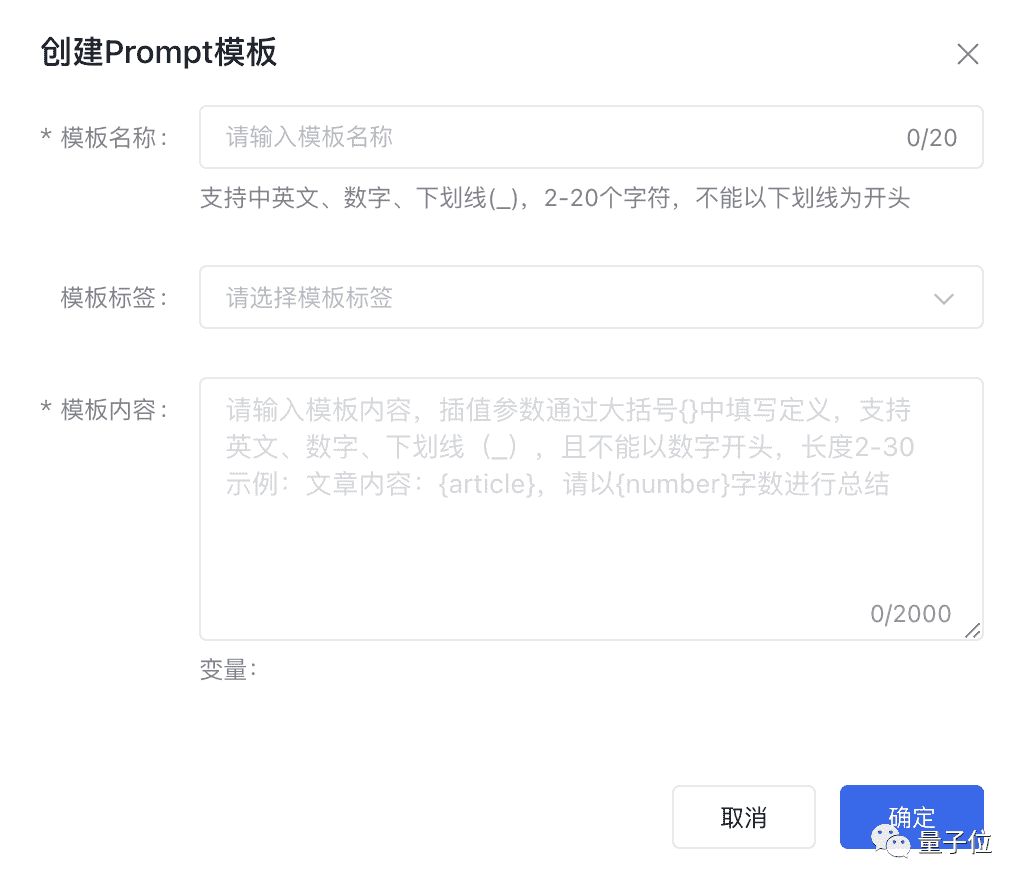 创建Prompt模板
* 模板名称：
请输入模板名称
0/20
支持中英文、数字、下划线(_)，2-20个字符，不能以下划线为开头
模板标签：
请选择模板标签
* 模板内容：
请输入模板内容，插值参数通过大括号{}中填写定义，支持
英文、数字、下划线（_），且不能以数字开头，长度2-30
示例：文章内容：{article}，请以{number}字数进行总结
0/2000
变量：
取消
确定
量子位